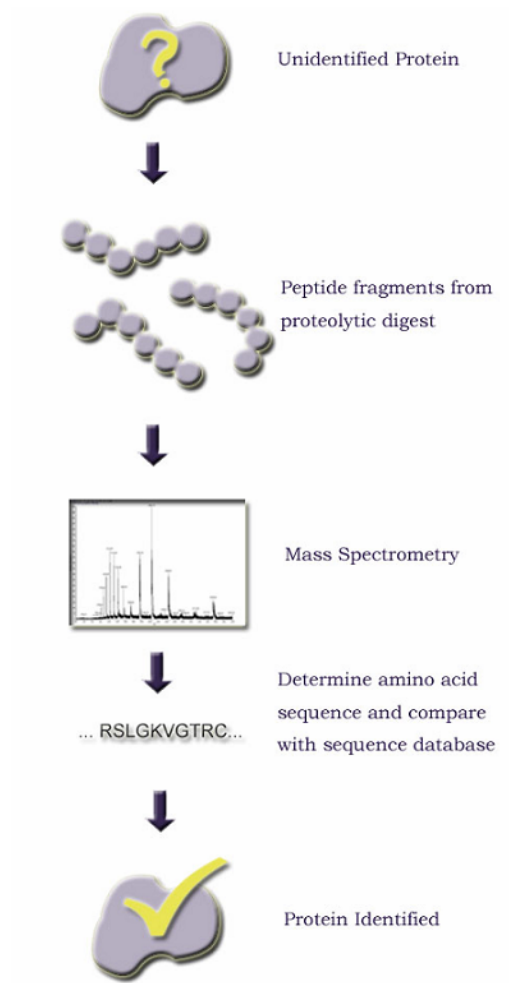 ?
Unidentified Protein
Peptide fragments from
proteolytic digest
Mass Spectrometry
Determine amino acid
sequence and compare
with sequence database
... RSLGKVGTRC...
Protein Identified